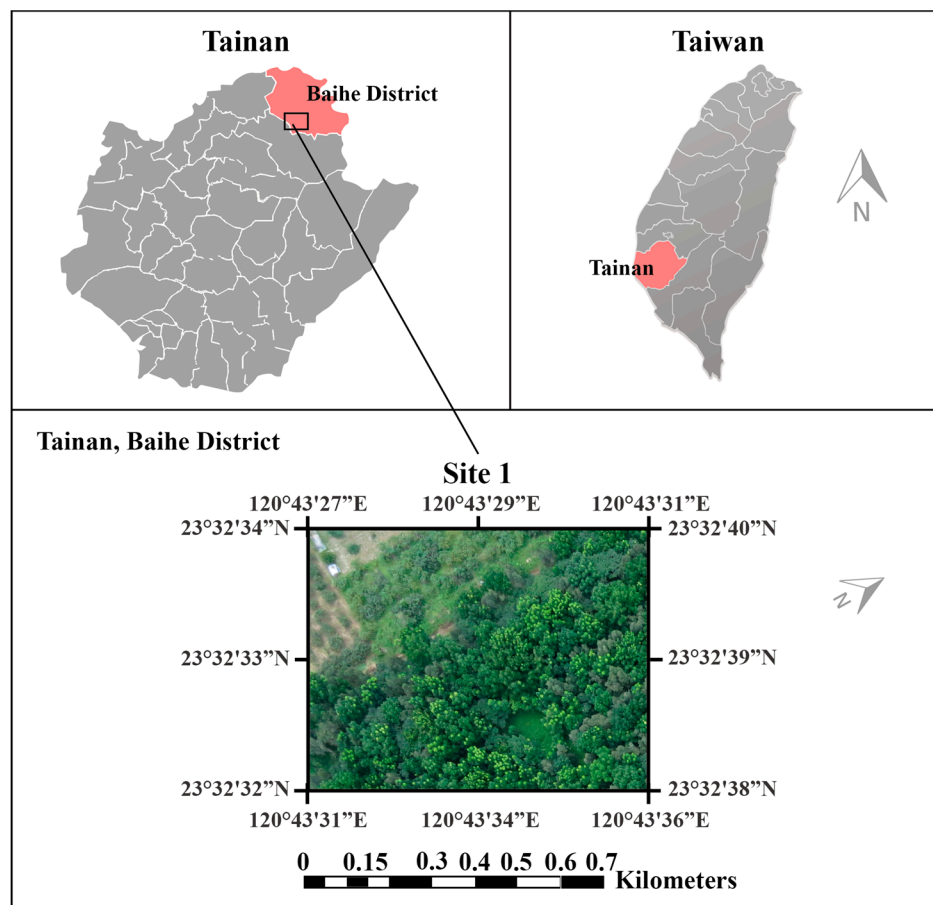 Tainan
Baihe District
Taiwan
N
Tainan
Tainan, Baihe District
Site 1
120°43'27”E 120°43'29”E 120°43'31”E
23°32'34”N 23°32'40”N
N
23°32'33”N 23°32'39”N
23°32'32”N 23°32'38”N
120°43'31”E 120°43'34”E 120°43'36”E
0 0.15 0.3 0.4 0.5 0.6 0.7
Kilometers